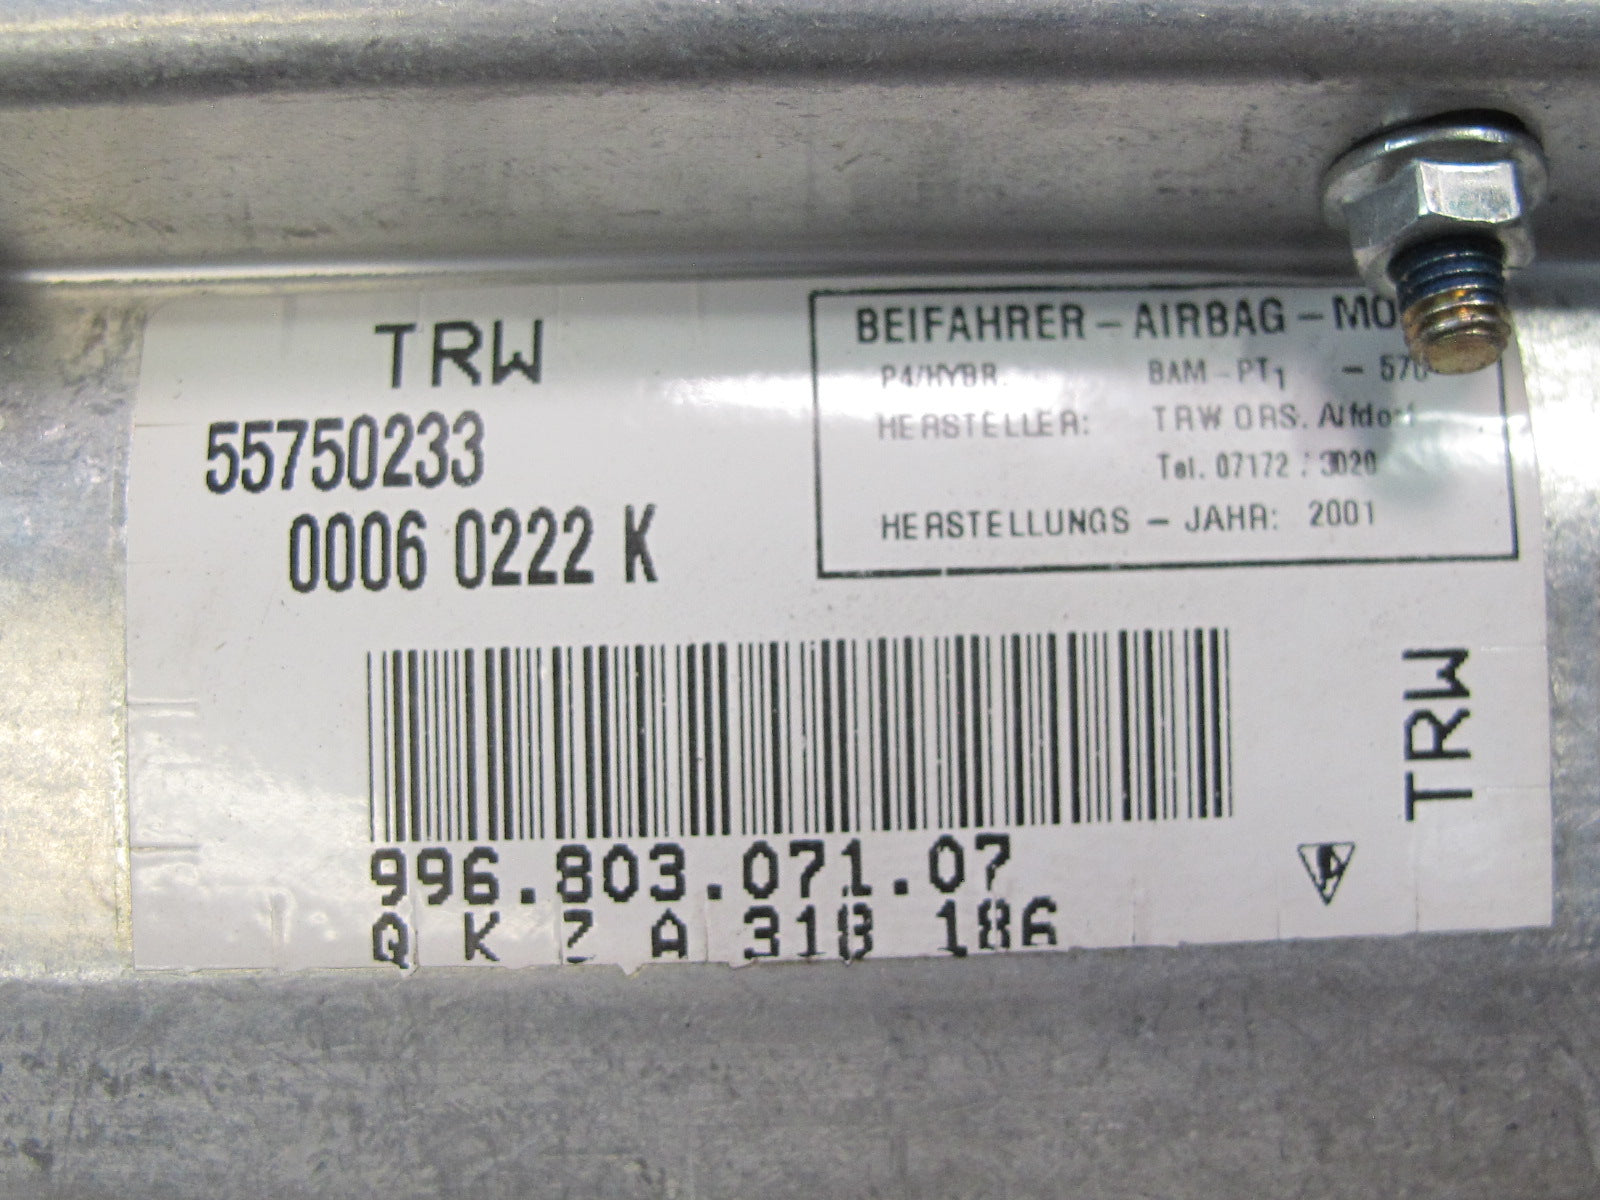 TRW
55750233
0006 0222 K
BEIFAHRER – AIRBAG – MO
P4/HYBR. BAM – PT1 – 570
HERSTELLER: TRW ORS. Alfdorf
Tel. 07172 / 3020
HERSTELLUNGS – JAHR: 2001
996.803.071.07
Q K Z A 318 186
TRW